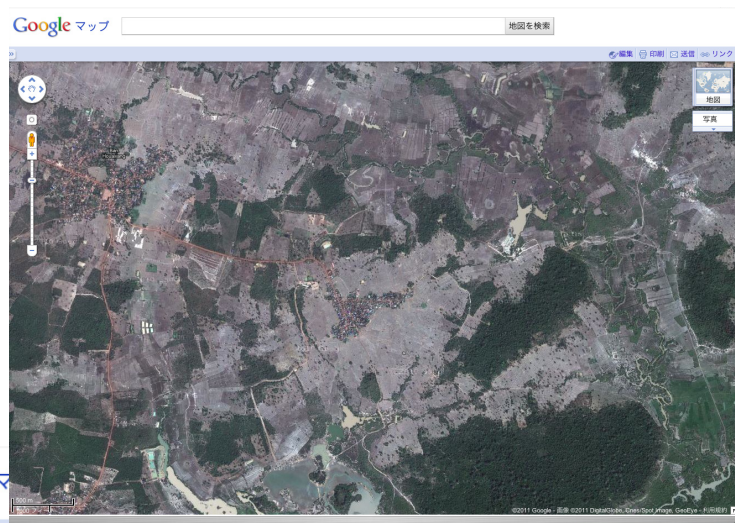 Google マップ
地図を検索
»
編集 印刷 送信 リンク
地図
写真
マ
500 m
©2011 Google - 画像 ©2011 DigitalGlobe, Cnes/Spot Image, GeoEye - 利用規約